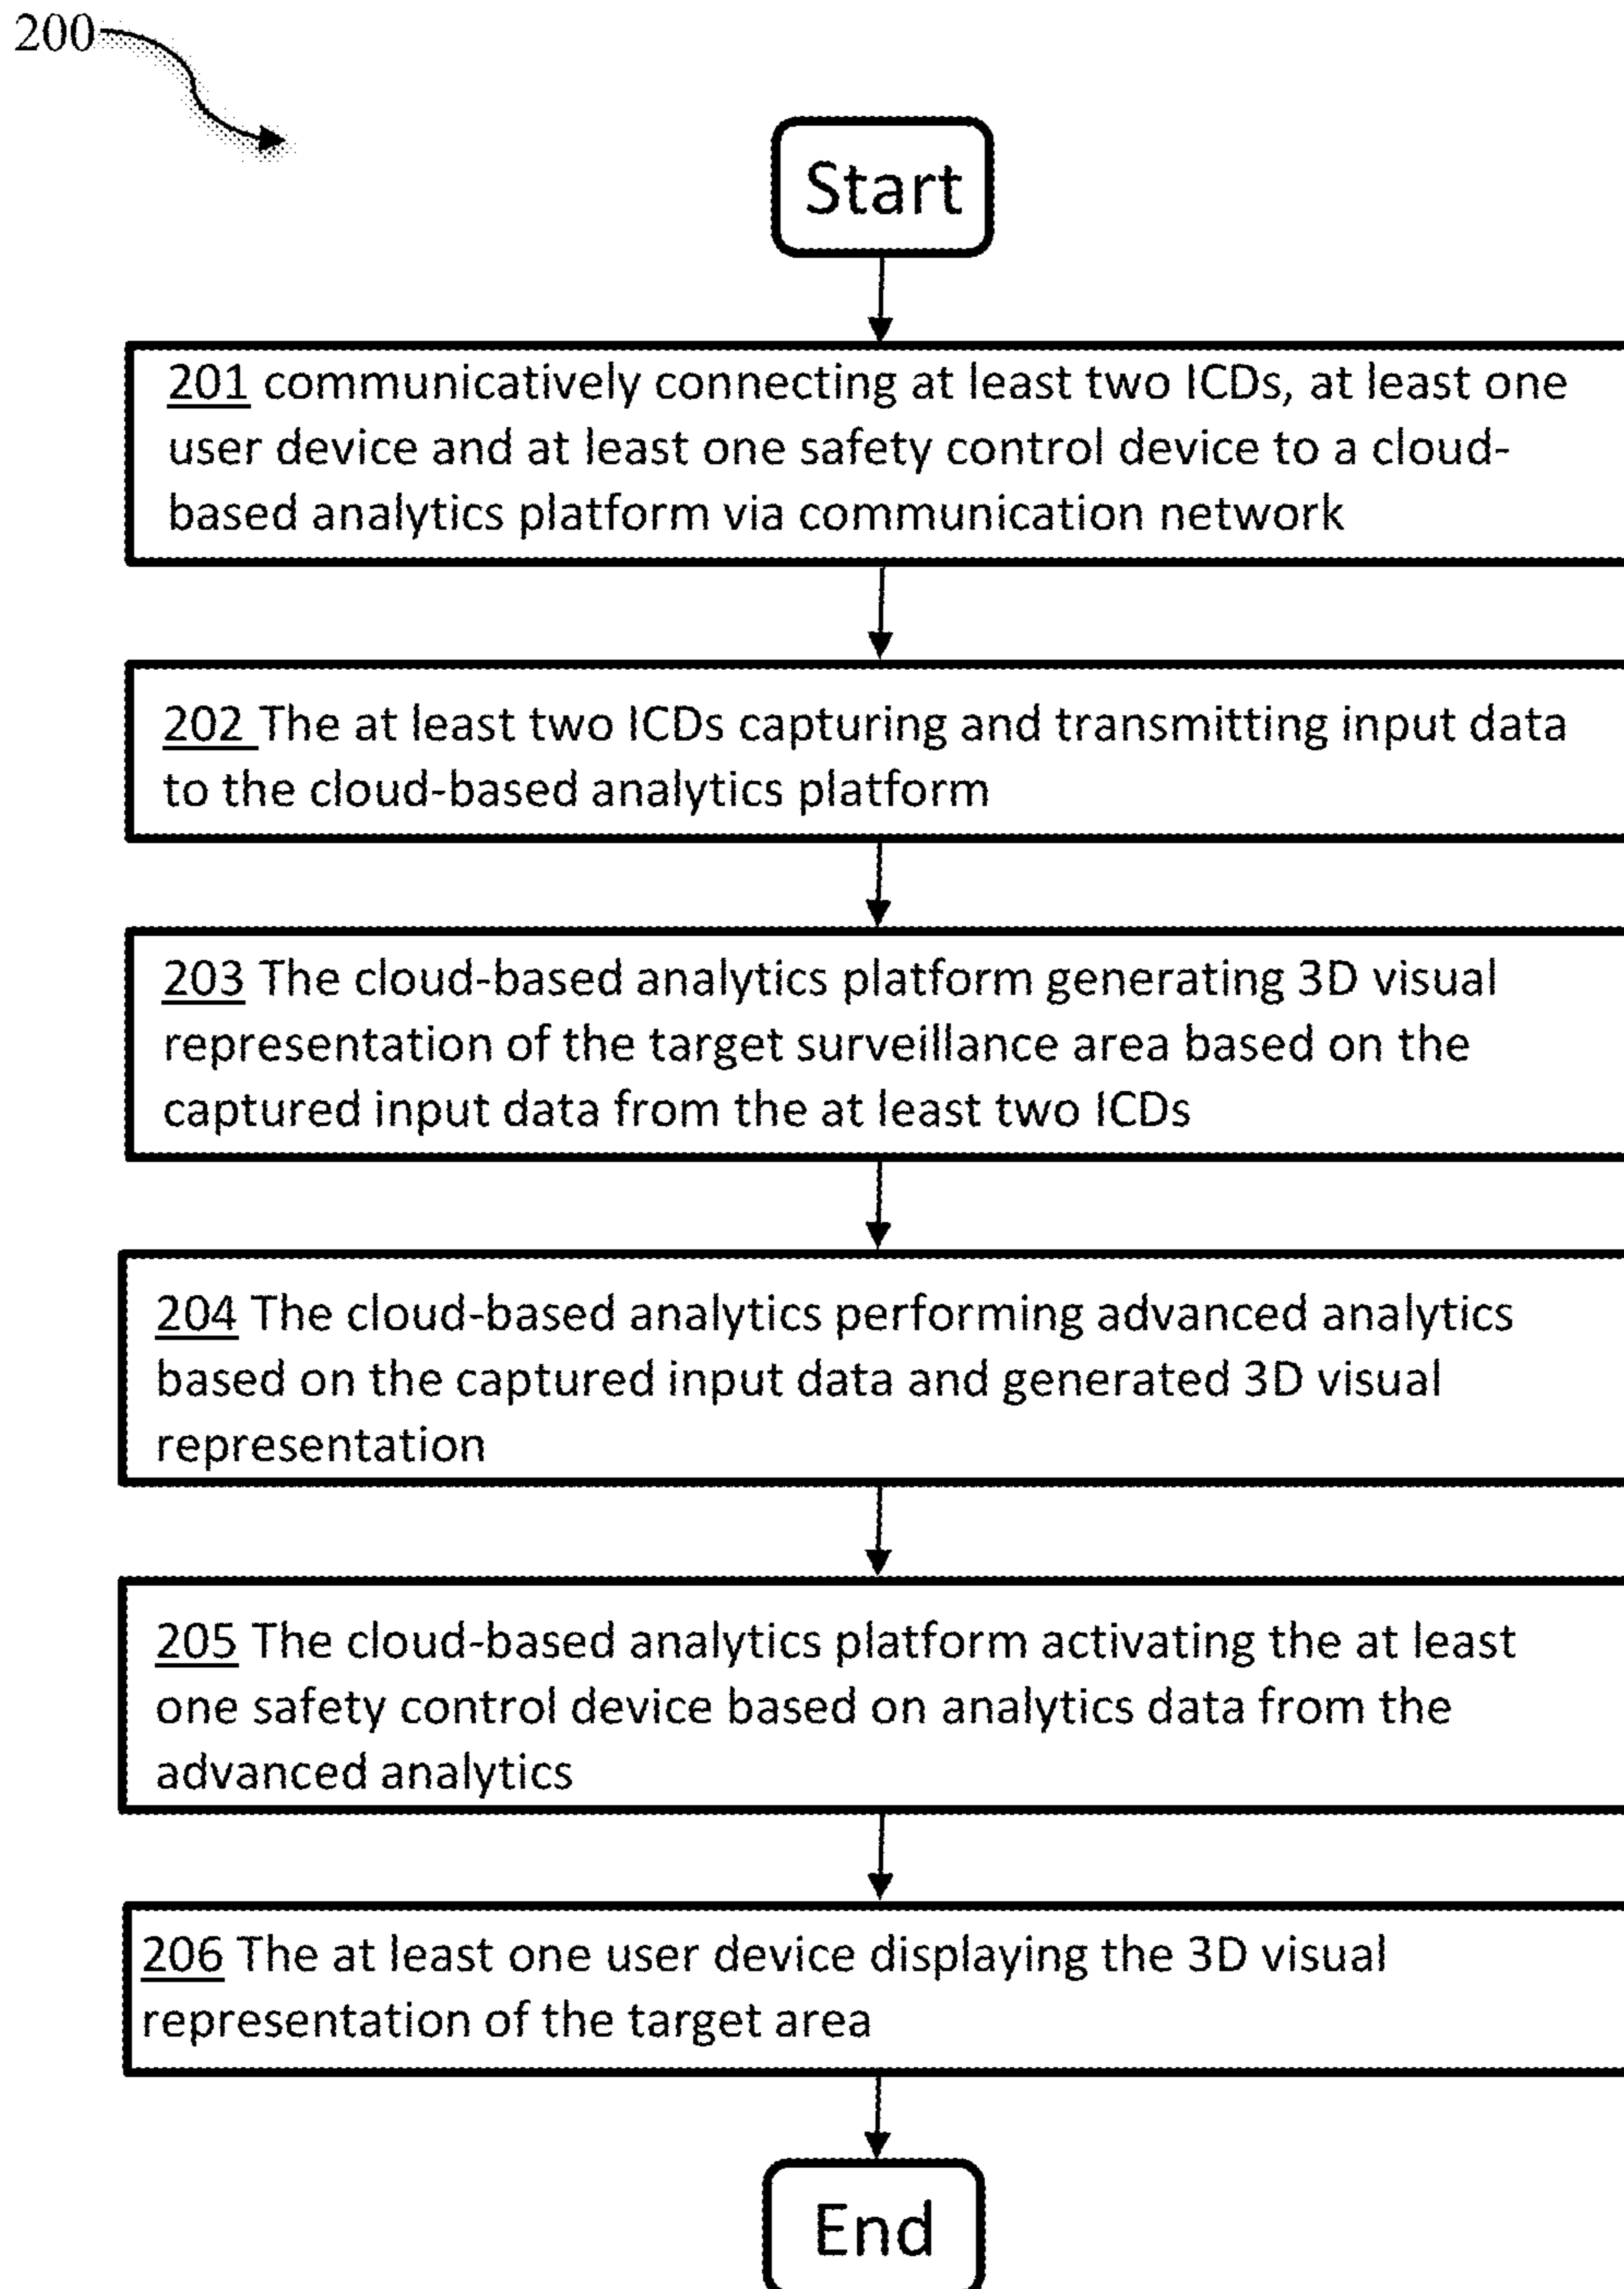 200
Start
201 communicatively connecting at least two ICDs, at least one
user device and at least one safety control device to a cloud-
based analytics platform via communication network
202 The at least two ICDs capturing and transmitting input data
to the cloud-based analytics platform
203 The cloud-based analytics platform generating 3D visual
representation of the target surveillance area based on the
captured input data from the at least two ICDs
204 The cloud-based analytics performing advanced analytics
based on the captured input data and generated 3D visual
representation
205 The cloud-based analytics platform activating the at least
one safety control device based on analytics data from the
advanced analytics
206 The at least one user device displaying the 3D visual
representation of the target area
End